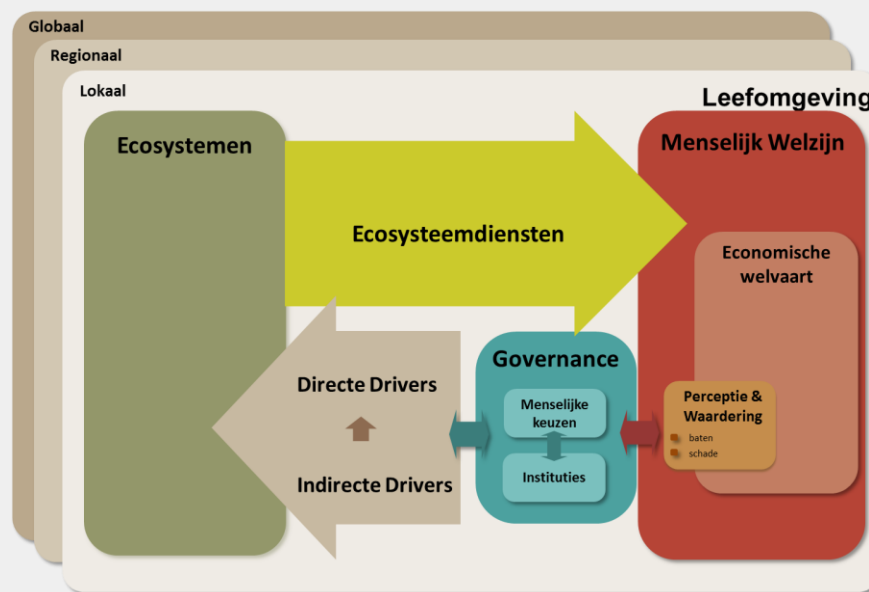 Globaal
Regionaal
Lokaal
Leefomgeving
Ecosystemen
Menselijk Welzijn
Ecosysteemdiensten
Economische
welvaart
Governance
Directe Drivers
Menselijke
keuzen
Perceptie &
Waardering
baten
schade
Indirecte Drivers
Instituties